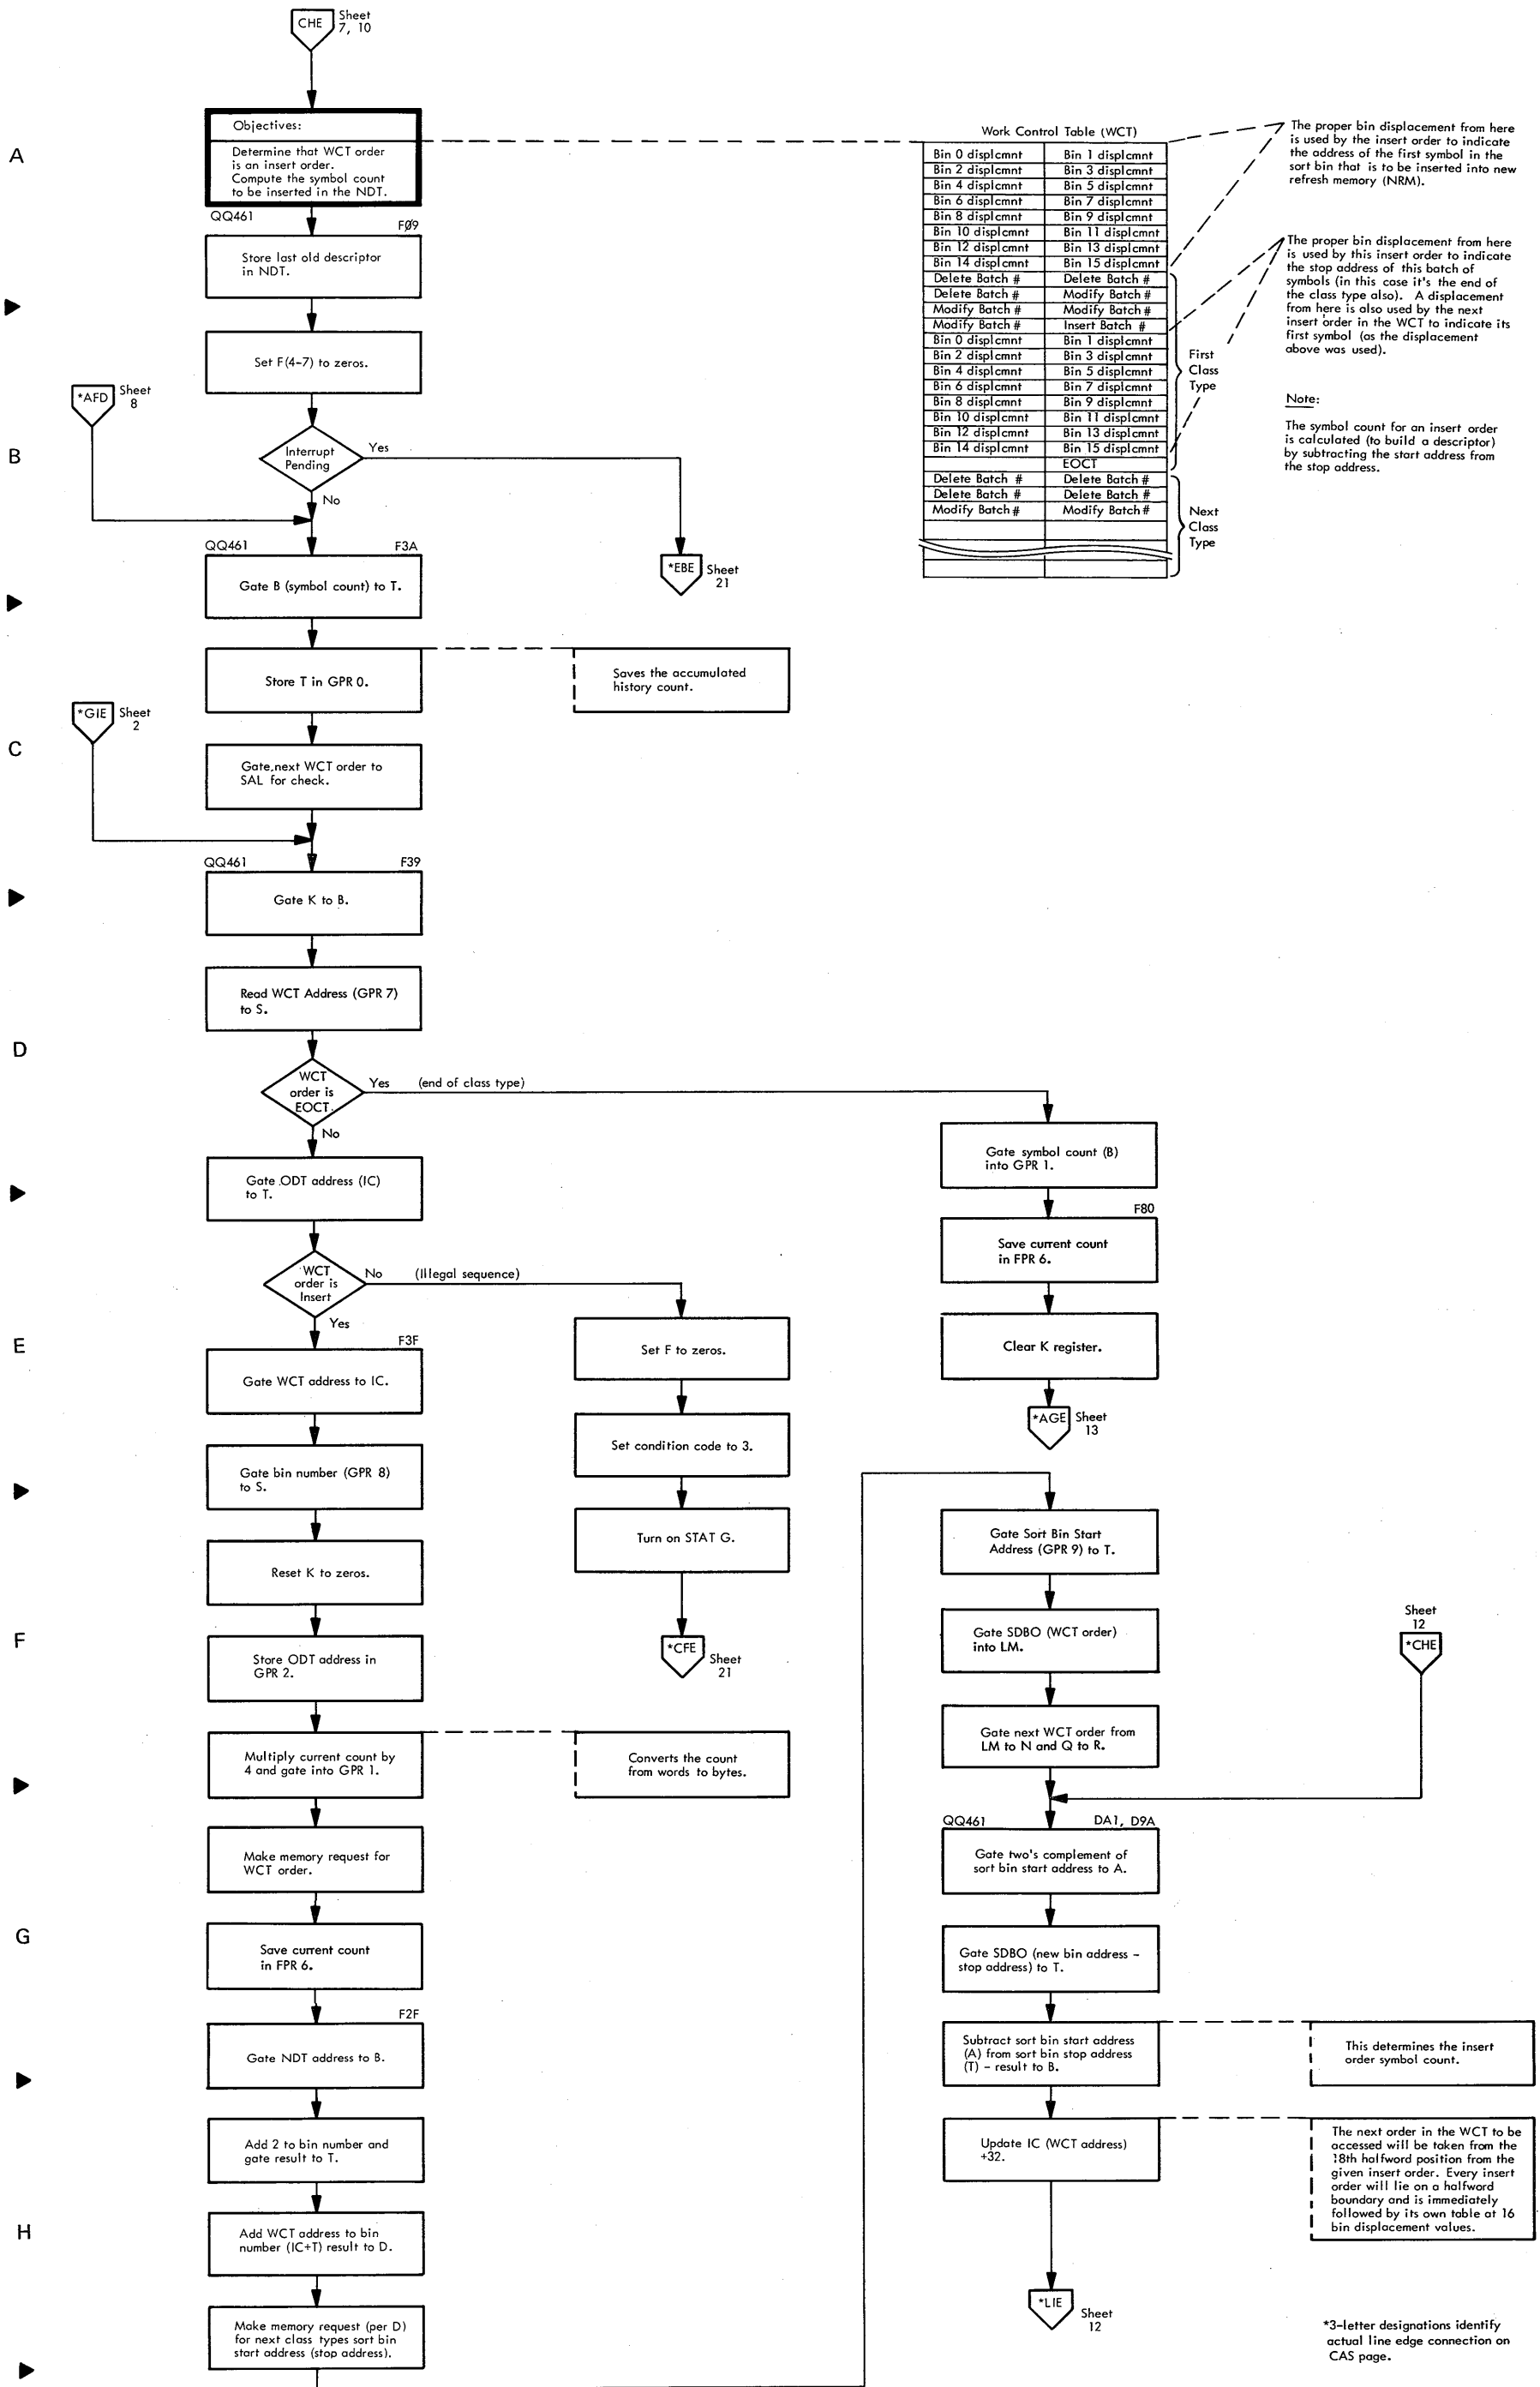 CHE
Sheet
7, 10
A
Objectives:
Determine that WCT order
is an insert order.
Compute the symbol count
to be inserted in the NDT.
QQ461
FØ9
Store last old descriptor
in NDT.
Set F(4-7) to zeros.
*AFD
Sheet
8
B
Interrupt
Pending
Yes
No
*EBE
Sheet
21
QQ461
F3A
Gate B (symbol count) to T.
Store T in GPR 0.
Saves the accumulated
history count.
*GIE
Sheet
2
C
Gate,next WCT order to
SAL for check.
QQ461
F39
Gate K to B.
Read WCT Address (GPR 7)
to S.
D
WCT
order is
EOCT.
Yes
(end of class type)
No
Gate ODT address (IC)
to T.
WCT
order is
Insert
No
(Illegal sequence)
Yes
E
F3F
Gate WCT address to IC.
Gate bin number (GPR 8)
to S.
Reset K to zeros.
F
Store ODT address in
GPR 2.
Multiply current count by
4 and gate into GPR 1.
Converts the count
from words to bytes.
Make memory request for
WCT order.
G
Save current count
in FPR 6.
F2F
Gate NDT address to B.
Add 2 to bin number and
gate result to T.
H
Add WCT address to bin
number (IC+T) result to D.
Make memory request (per D)
for next class types sort bin
start address (stop address).
Set F to zeros.
Set condition code to 3.
Turn on STAT G.
*CFE
Sheet
21
Gate symbol count (B)
into GPR 1.
F80
Save current count
in FPR 6.
Clear K register.
*AGE
Sheet
13
Gate Sort Bin Start
Address (GPR 9) to T.
Gate SDBO (WCT order)
into LM.
Gate next WCT order from
LM to N and Q to R.
Sheet
12
*CHE
QQ461
DA1, D9A
Gate two's complement of
sort bin start address to A.
Gate SDBO (new bin address -
stop address) to T.
Subtract sort bin start address
(A) from sort bin stop address
(T) - result to B.
This determines the insert
order symbol count.
Update IC (WCT address)
+32.
The next order in the WCT to be
accessed will be taken from the
18th halfword position from the
given insert order. Every insert
order will lie on a halfword
boundary and is immediately
followed by its own table at 16
bin displacement values.
*LIE
Sheet
12
Work Control Table (WCT)
Bin 0 displcmnt Bin 1 displcmnt
Bin 2 displcmnt Bin 3 displcmnt
Bin 4 displcmnt Bin 5 displcmnt
Bin 6 displcmnt Bin 7 displcmnt
Bin 8 displcmnt Bin 9 displcmnt
Bin 10 displcmnt Bin 11 displcmnt
Bin 12 displcmnt Bin 13 displcmnt
Bin 14 displcmnt Bin 15 displcmnt
Delete Batch # Delete Batch #
Delete Batch # Modify Batch #
Modify Batch # Modify Batch #
Modify Batch # Insert Batch #
Bin 0 displcmnt Bin 1 displcmnt
Bin 2 displcmnt Bin 3 displcmnt
Bin 4 displcmnt Bin 5 displcmnt
Bin 6 displcmnt Bin 7 displcmnt
Bin 8 displcmnt Bin 9 displcmnt
Bin 10 displcmnt Bin 11 displcmnt
Bin 12 displcmnt Bin 13 displcmnt
Bin 14 displcmnt Bin 15 displcmnt
EOCT
Delete Batch # Delete Batch #
Delete Batch # Delete Batch #
Modify Batch # Modify Batch #
First
Class
Type
Next
Class
Type
The proper bin displacement from here
is used by the insert order to indicate
the address of the first symbol in the
sort bin that is to be inserted into new
refresh memory (NRM).
The proper bin displacement from here
is used by this insert order to indicate
the stop address of this batch of
symbols (in this case it's the end of
the class type also). A displacement
from here is also used by the next
insert order in the WCT to indicate its
first symbol (as the displacement
above was used).
Note:
The symbol count for an insert order
is calculated (to build a descriptor)
by subtracting the start address from
the stop address.
*3-letter designations identify
actual line edge connection on
CAS page.